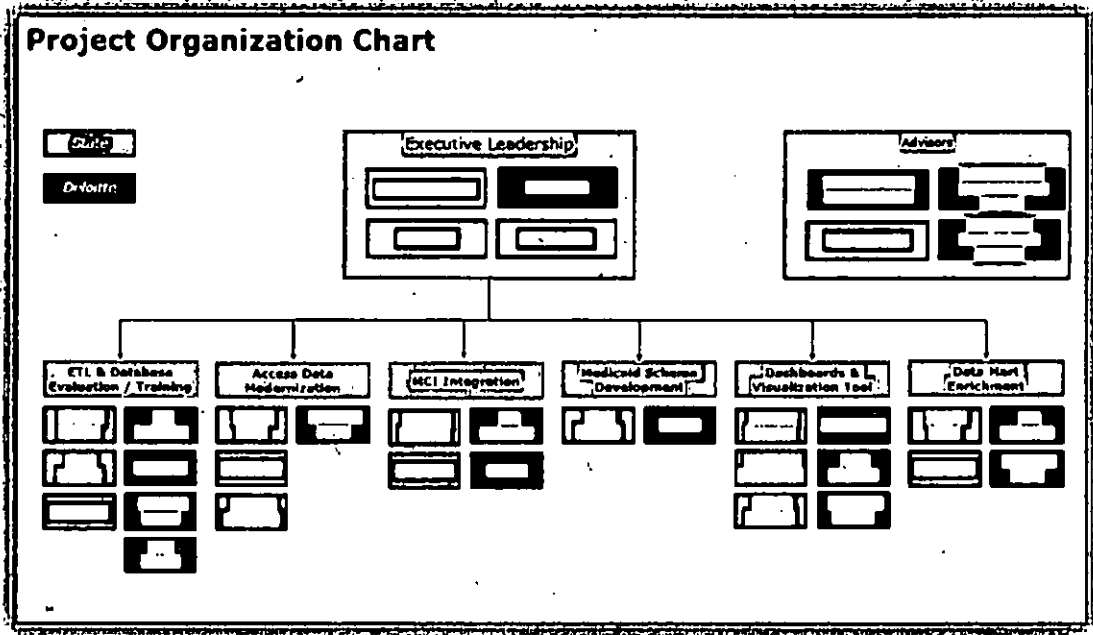 Project Organization Chart
State
Executive Leadership
Advisors
Deloitte
ETL & Database
Evaluation / Training
Access Data
Modernization
MCI Integration
Medicaid Schema
Development
Dashboards &
Visualization Tool
Data Mart
Enrichment